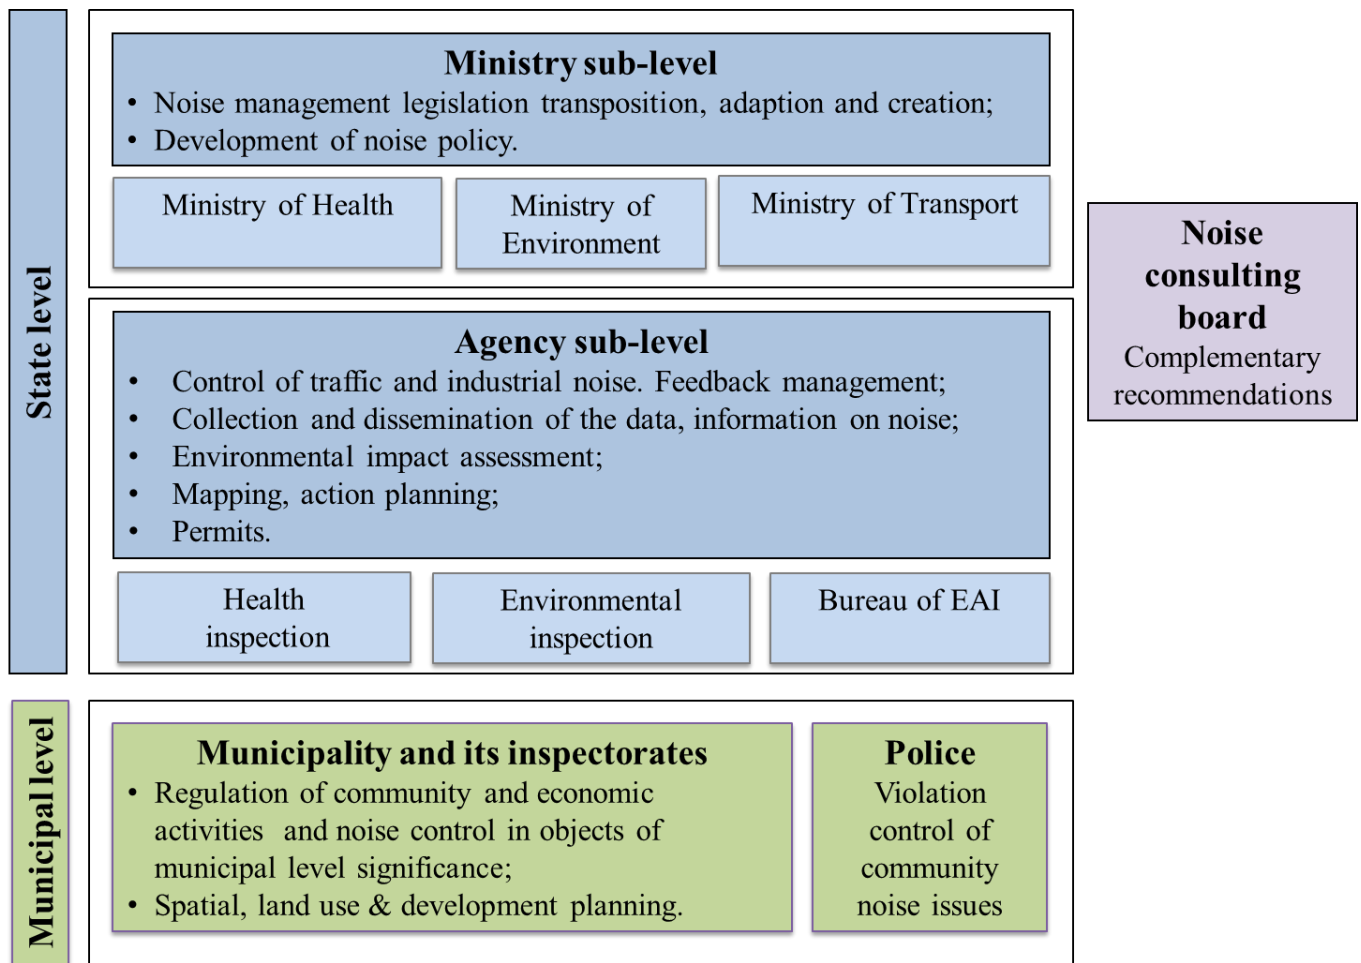 State level
Ministry sub-level
• Noise management legislation transposition, adaption and creation;
• Development of noise policy.
Ministry of Health
Ministry of
Environment
Ministry of Transport
Agency sub-level
• Control of traffic and industrial noise. Feedback management;
• Collection and dissemination of the data, information on noise;
• Environmental impact assessment;
• Mapping, action planning;
• Permits.
Health
inspection
Environmental
inspection
Bureau of EAI
Noise
consulting
board
Complementary
recommendations
Municipal level
Municipality and its inspectorates
• Regulation of community and economic
activities and noise control in objects of
municipal level significance;
• Spatial, land use & development planning.
Police
Violation
control of
community
noise issues